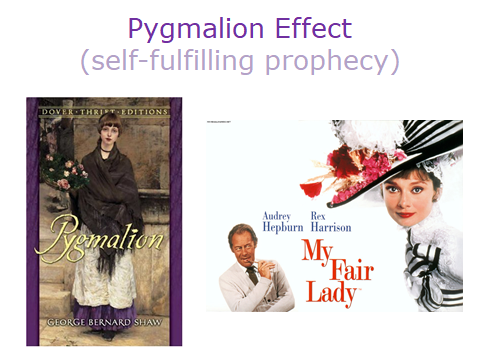 Pygmalion Effect
(self-fulfilling prophecy)
DOVER · THRIFT · EDITIONS
Pygmalion
GEORGE BERNARD SHAW
Audrey Hepburn
Rex Harrison
My
Fair
Lady